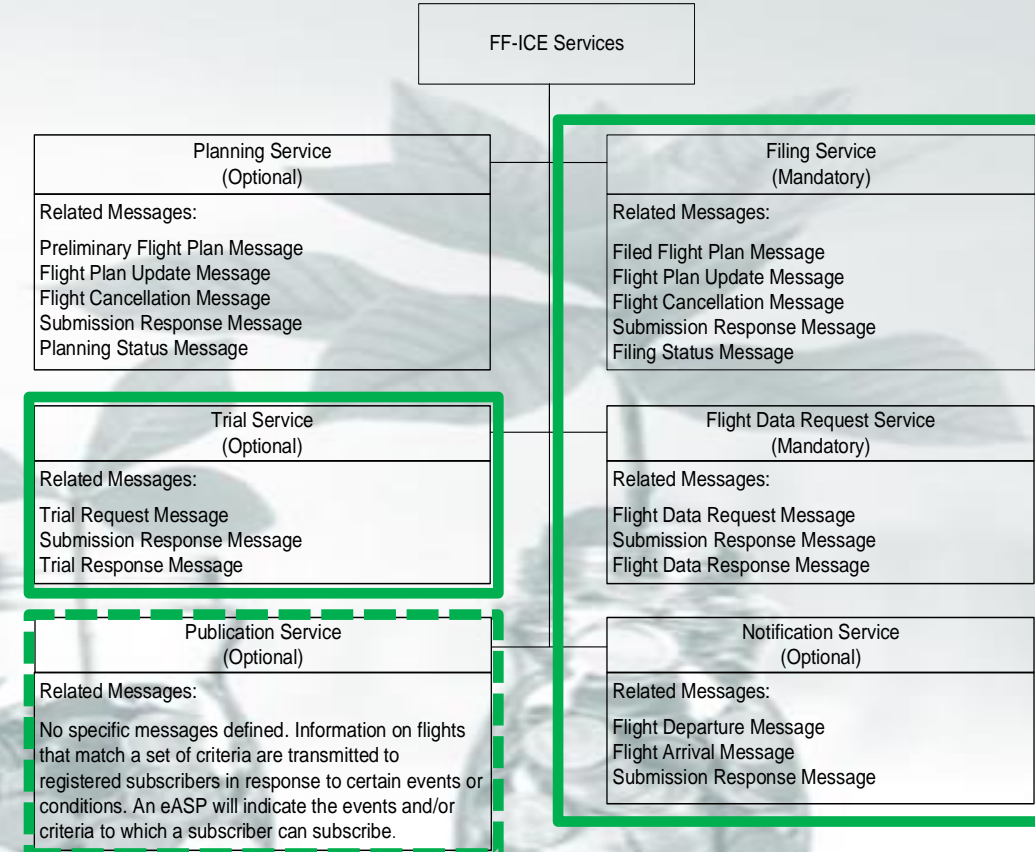 FF-ICE Services
Planning Service
(Optional)
Related Messages:
Preliminary Flight Plan Message
Flight Plan Update Message
Flight Cancellation Message
Submission Response Message
Planning Status Message
Filing Service
(Mandatory)
Related Messages:
Filed Flight Plan Message
Flight Plan Update Message
Flight Cancellation Message
Submission Response Message
Filing Status Message
Trial Service
(Optional)
Related Messages:
Trial Request Message
Submission Response Message
Trial Response Message
Flight Data Request Service
(Mandatory)
Related Messages:
Flight Data Request Message
Submission Response Message
Flight Data Response Message
Publication Service
(Optional)
Related Messages:
No specific messages defined. Information on flights
that match a set of criteria are transmitted to
registered subscribers in response to certain events or
conditions. An eASP will indicate the events and/or
criteria to which a subscriber can subscribe.
Notification Service
(Optional)
Related Messages:
Flight Departure Message
Flight Arrival Message
Submission Response Message